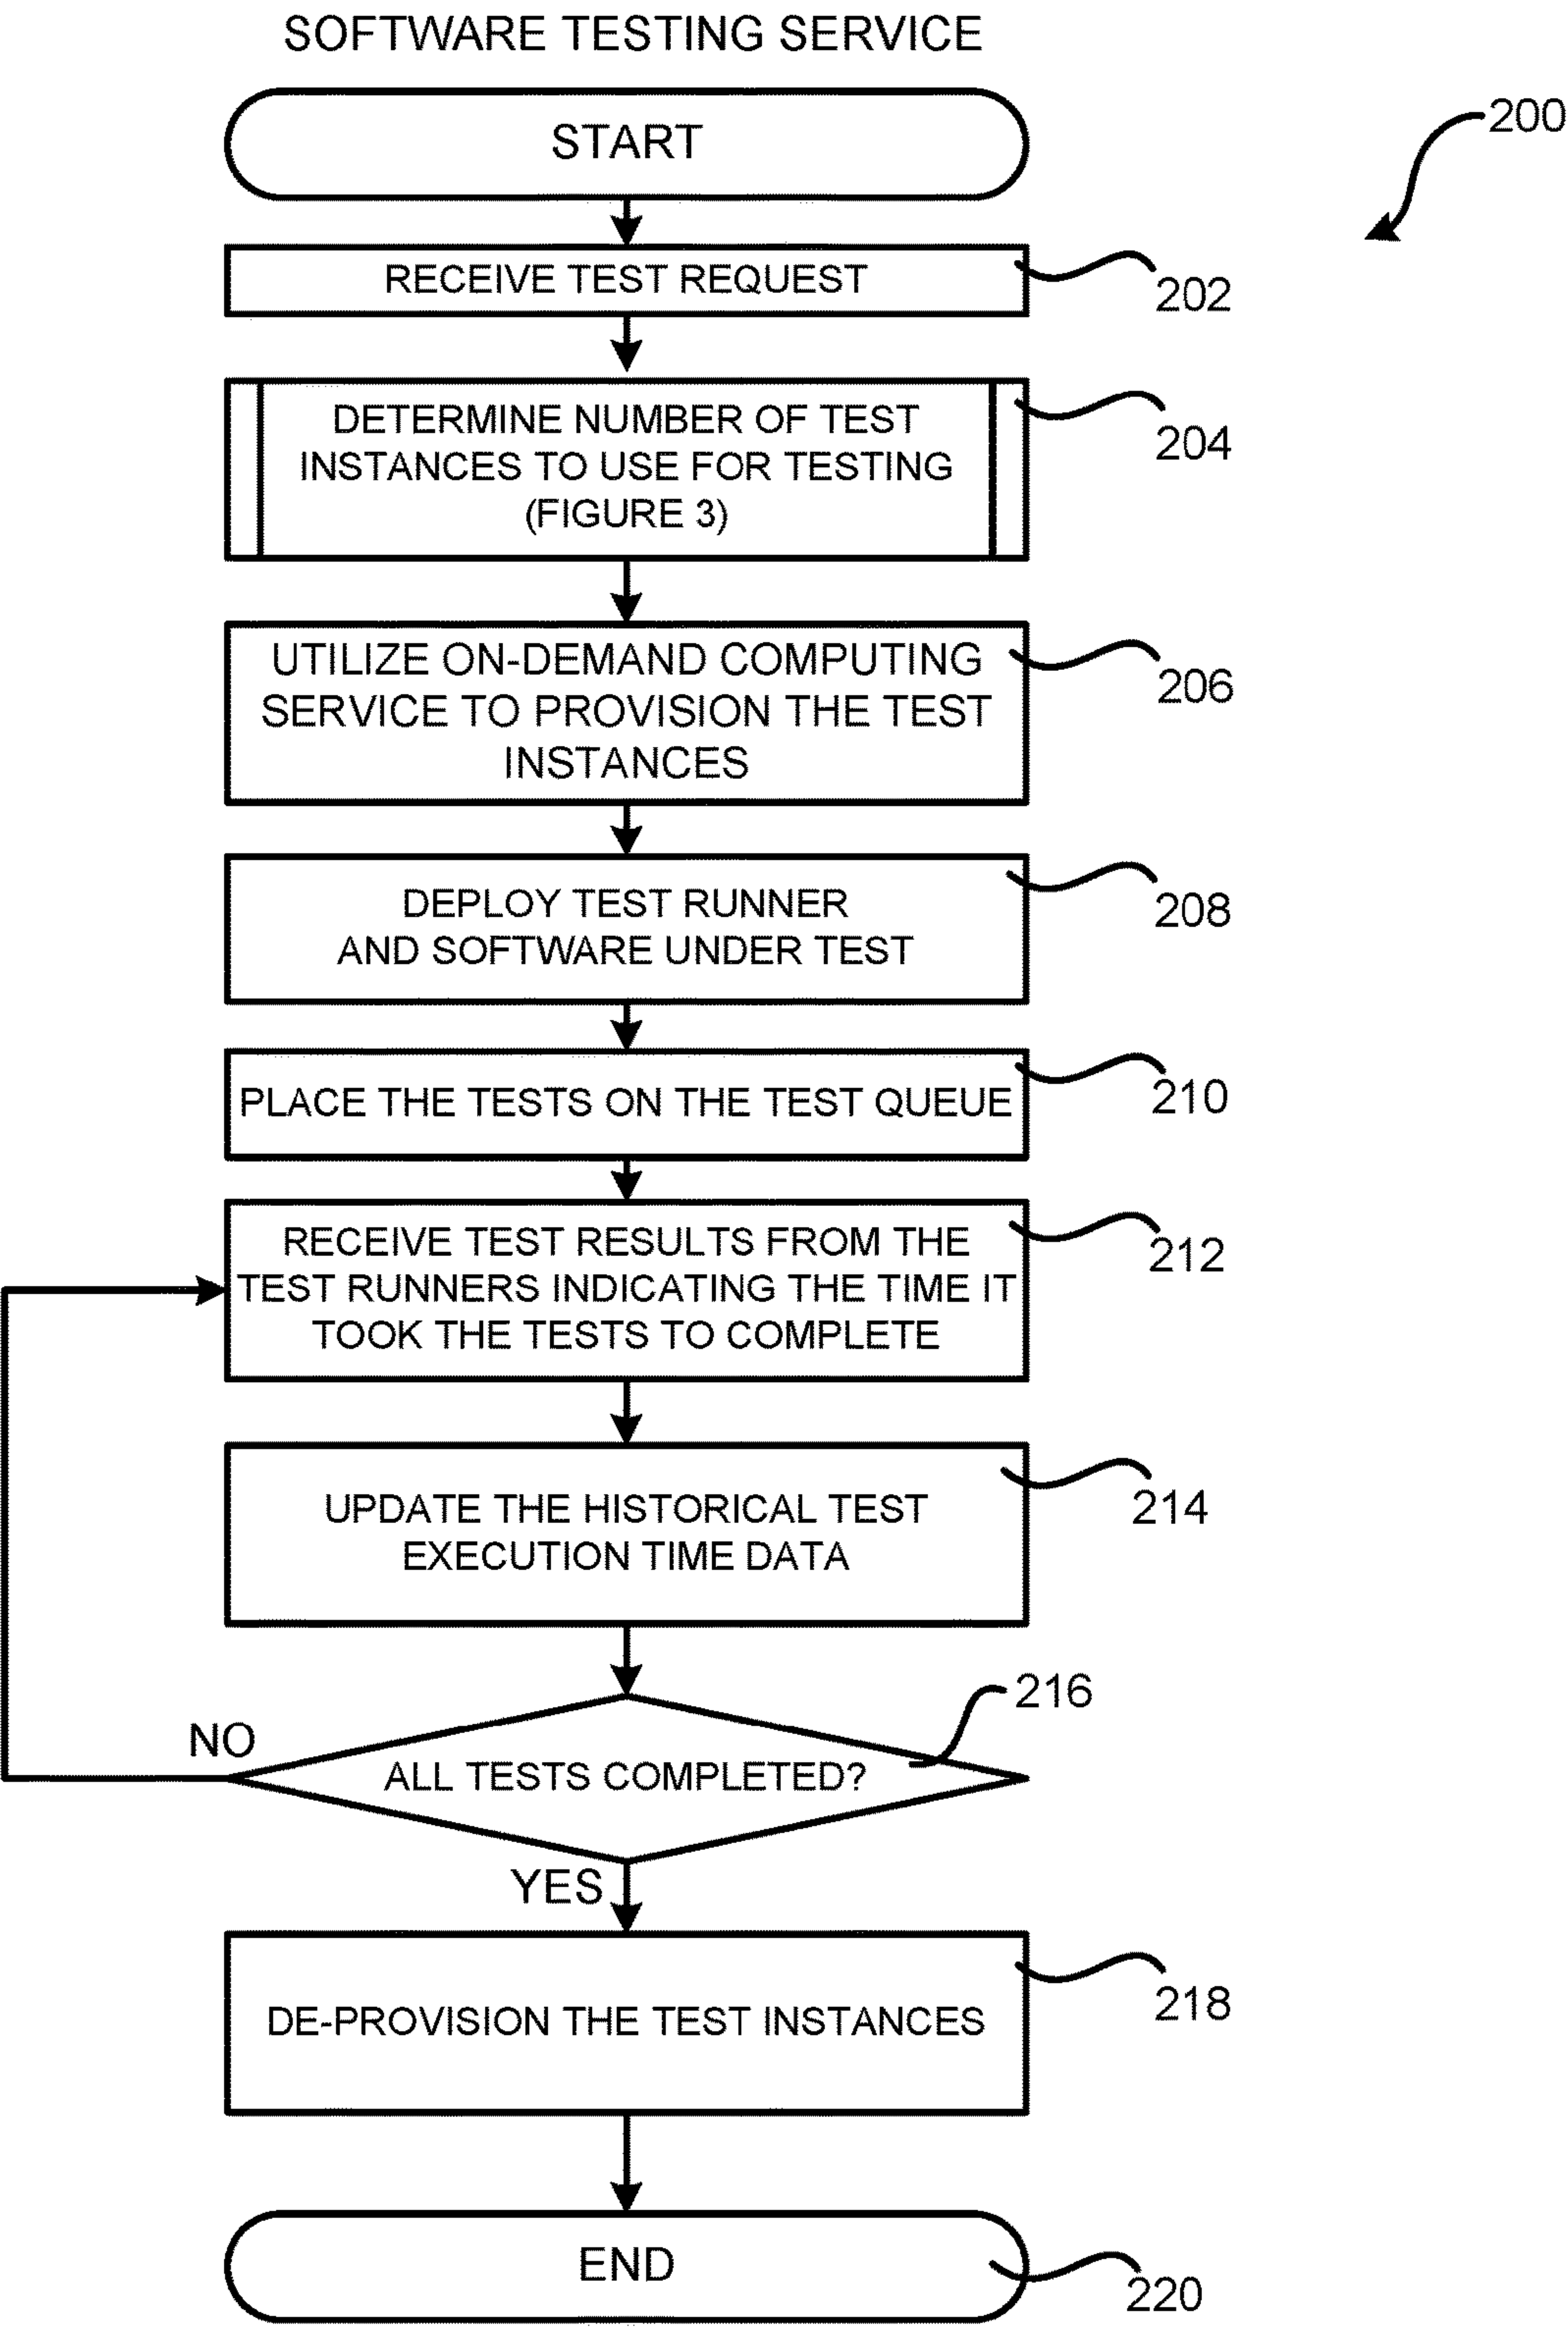 SOFTWARE TESTING SERVICE
START
200
RECEIVE TEST REQUEST
202
DETERMINE NUMBER OF TEST
INSTANCES TO USE FOR TESTING
(FIGURE 3)
204
UTILIZE ON-DEMAND COMPUTING
SERVICE TO PROVISION THE TEST
INSTANCES
206
DEPLOY TEST RUNNER
AND SOFTWARE UNDER TEST
208
PLACE THE TESTS ON THE TEST QUEUE
210
RECEIVE TEST RESULTS FROM THE
TEST RUNNERS INDICATING THE TIME IT
TOOK THE TESTS TO COMPLETE
212
UPDATE THE HISTORICAL TEST
EXECUTION TIME DATA
214
216
NO
ALL TESTS COMPLETED?
YES
DE-PROVISION THE TEST INSTANCES
218
END
220